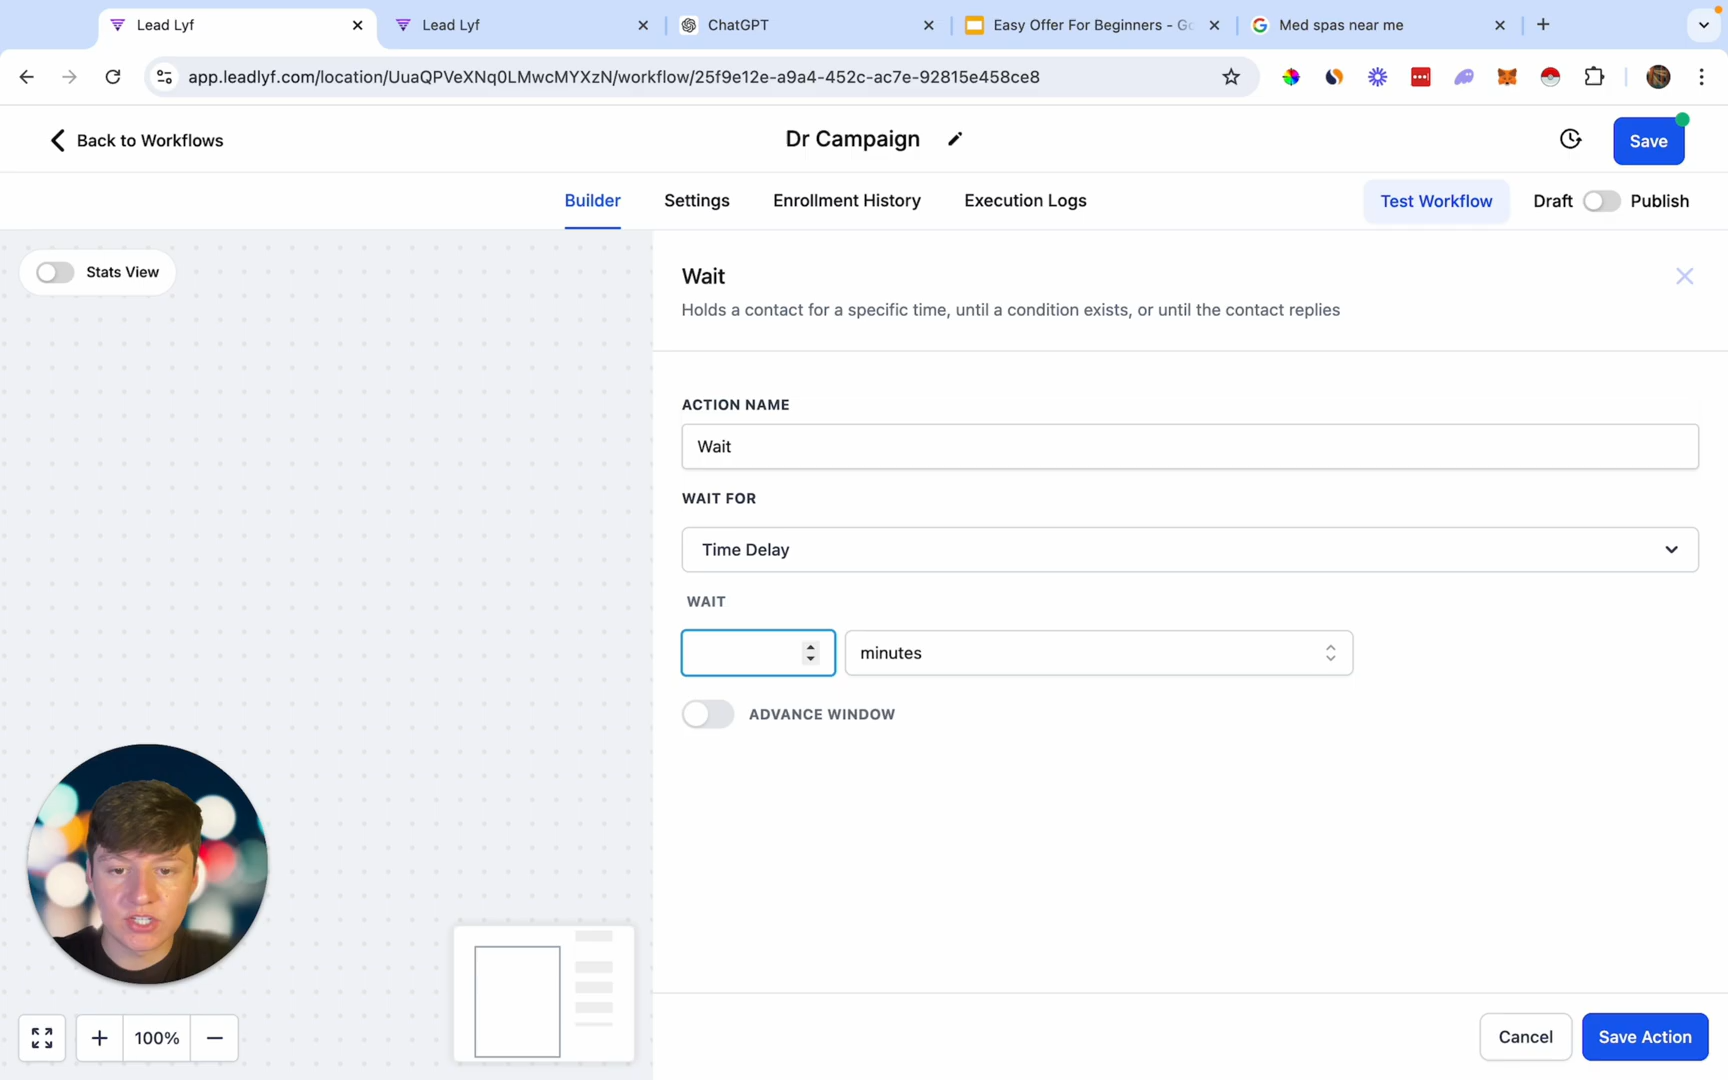 Lead Lyf
Lead Lyf
ChatGPT
Easy Offer For Beginners - Go
Med spas near me
app.leadlyf.com/location/UuaQPVeXNq0LMwcMYXzN/workflow/25f9e12e-a9a4-452c-ac7e-92815e458ce8
Back to Workflows
Dr Campaign
Save
Builder
Settings
Enrollment History
Execution Logs
Test Workflow
Draft
Publish
Stats View
Wait
Holds a contact for a specific time, until a condition exists, or until the contact replies
ACTION NAME
Wait
WAIT FOR
Time Delay
WAIT
minutes
ADVANCE WINDOW
100%
Cancel
Save Action